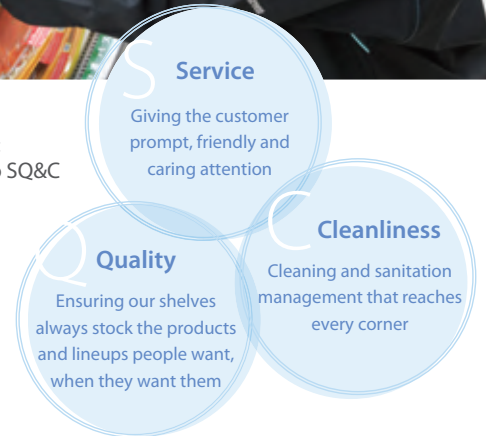 S
Service
Giving the customer
prompt, friendly and
caring attention
SQ&C
C
Cleanliness
Cleaning and sanitation
management that reaches
every corner
Q
Quality
Ensuring our shelves
always stock the products
and lineups people want,
when they want them